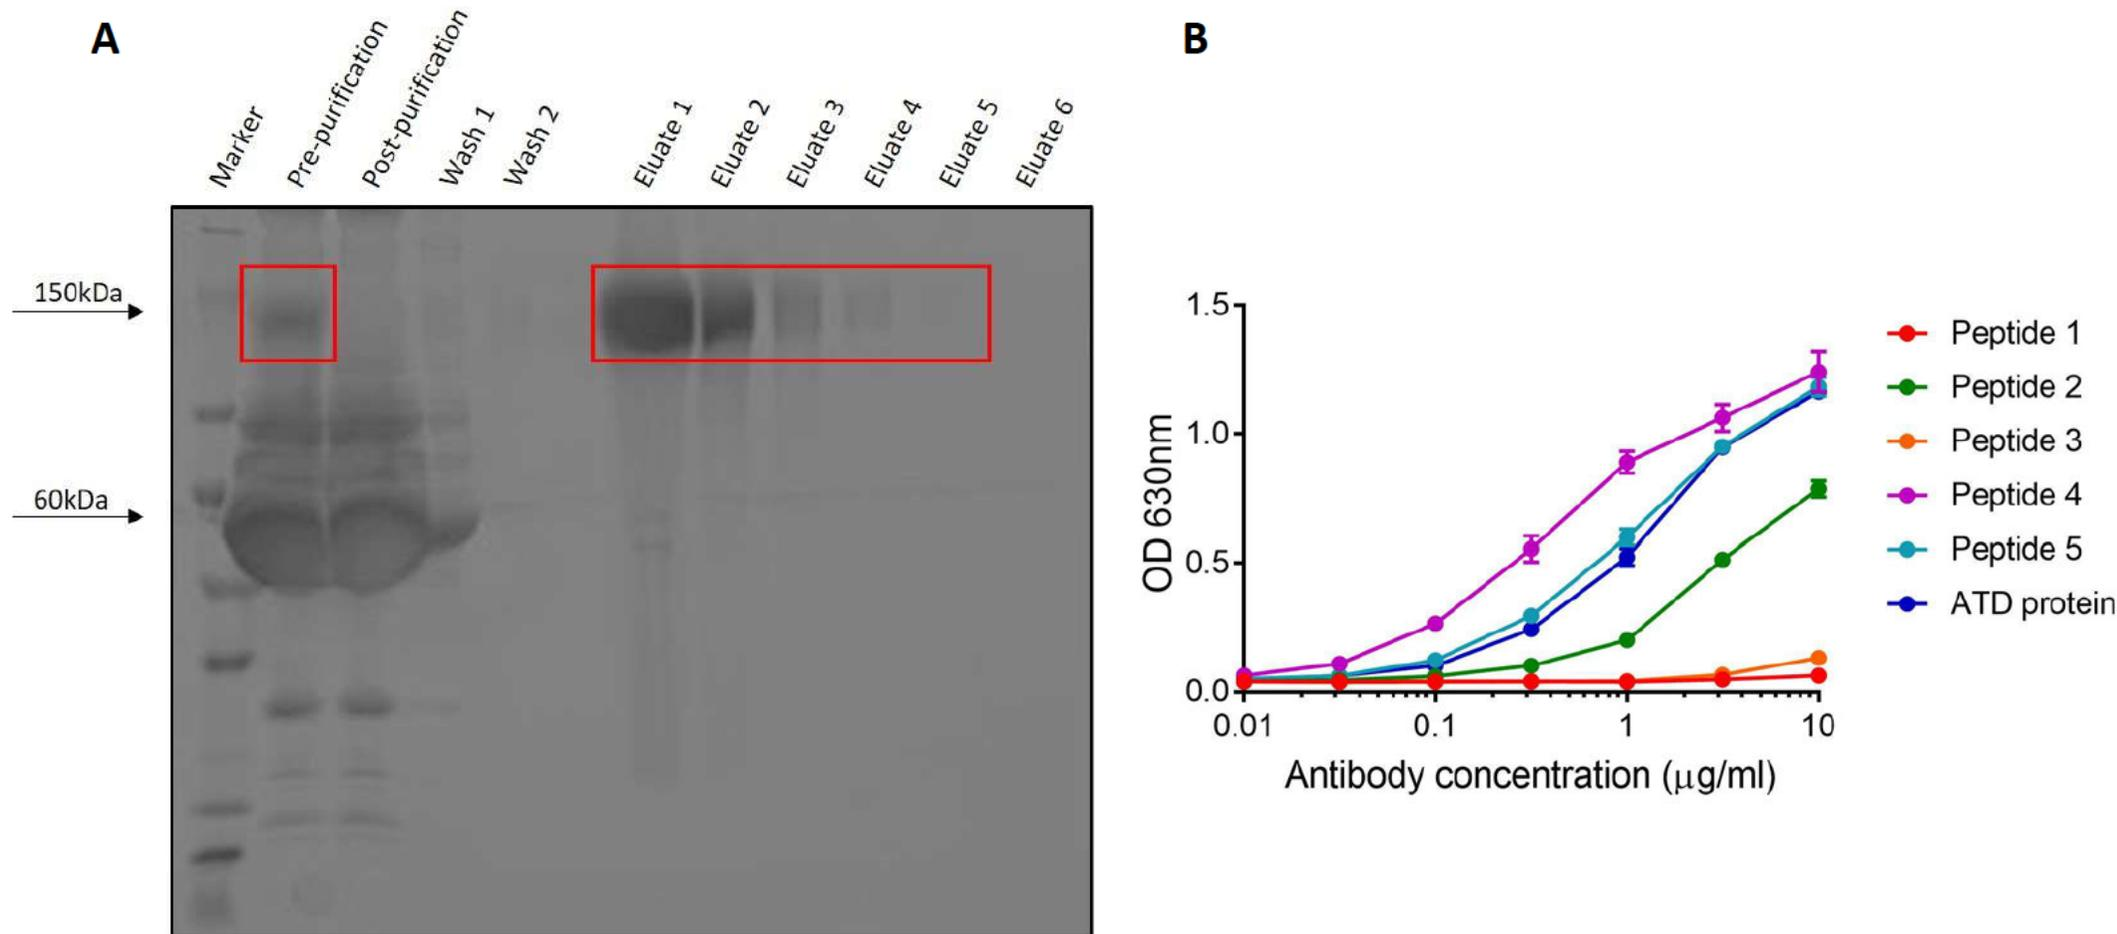 A
Marker
Pre-purification
Post-purification
Wash 1
Wash 2
Eluate 1
Eluate 2
Eluate 3
Eluate 4
Eluate 5
Eluate 6
150kDa
60kDa
B
1.5
1.0
0.5
0.0
OD 630nm
0.01 0.1 1 10
Antibody concentration (μg/ml)
Peptide 1
Peptide 2
Peptide 3
Peptide 4
Peptide 5
ATD protein